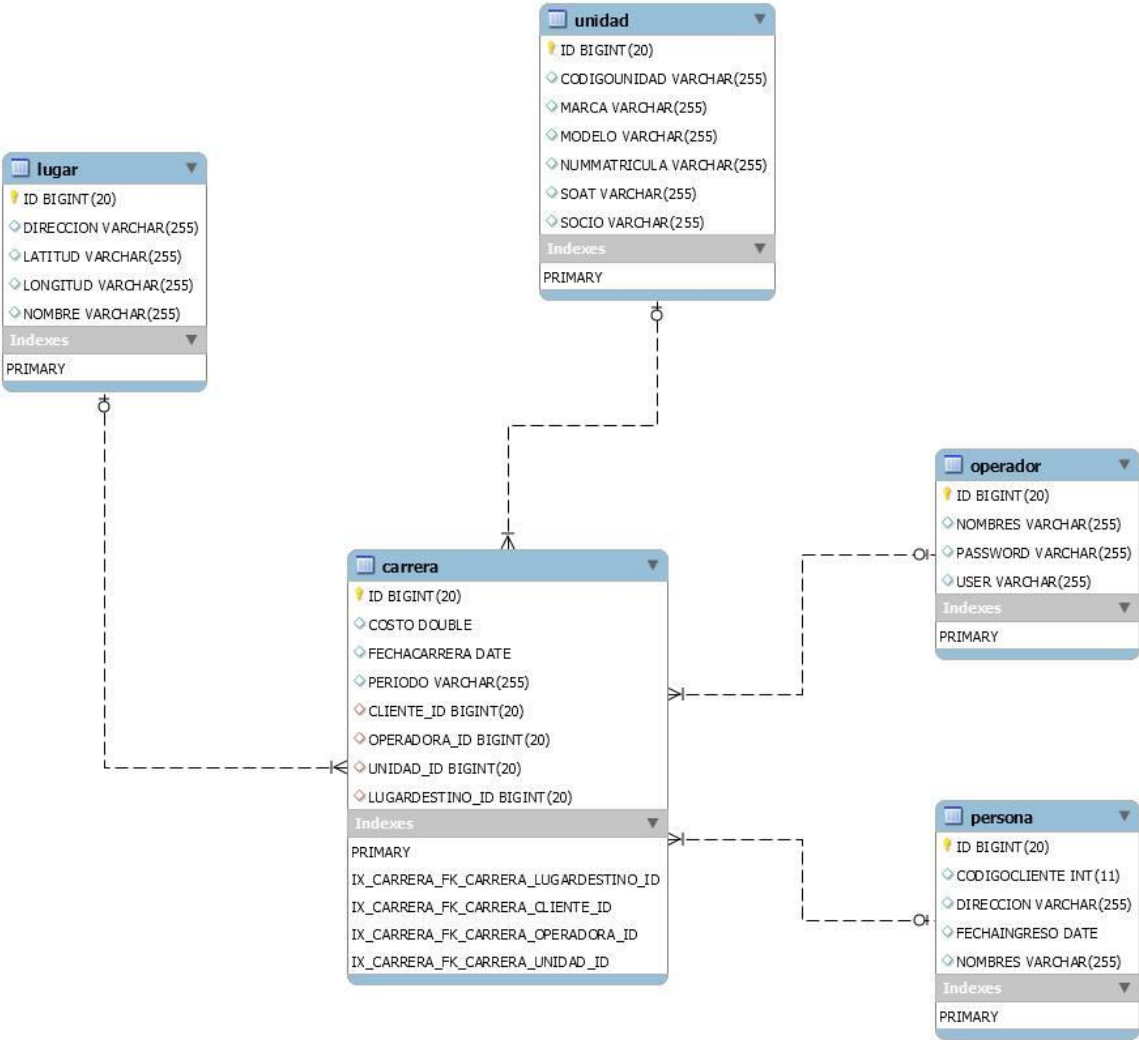 unidad
ID BIGINT(20)
CODIGOUNIDAD VARCHAR(255)
MARCA VARCHAR(255)
MODELO VARCHAR(255)
NUMMATRICULA VARCHAR(255)
SOAT VARCHAR(255)
SOCIO VARCHAR(255)
Indexes
PRIMARY
lugar
ID BIGINT(20)
DIRECCION VARCHAR(255)
LATITUD VARCHAR(255)
LONGITUD VARCHAR(255)
NOMBRE VARCHAR(255)
Indexes
PRIMARY
operador
ID BIGINT(20)
NOMBRES VARCHAR(255)
PASSWORD VARCHAR(255)
USER VARCHAR(255)
Indexes
PRIMARY
carrera
ID BIGINT(20)
COSTO DOUBLE
FECHACARRERA DATE
PERIODO VARCHAR(255)
CLIENTE_ID BIGINT(20)
OPERADORA_ID BIGINT(20)
UNIDAD_ID BIGINT(20)
LUGARDESTINO_ID BIGINT(20)
Indexes
PRIMARY
IX_CARRERA_FK_CARRERA_LUGARDESTINO_ID
IX_CARRERA_FK_CARRERA_CLIENTE_ID
IX_CARRERA_FK_CARRERA_OPERADORA_ID
IX_CARRERA_FK_CARRERA_UNIDAD_ID
persona
ID BIGINT(20)
CODIGOCLIENTE INT(11)
DIRECCION VARCHAR(255)
FECHAINGRESO DATE
NOMBRES VARCHAR(255)
Indexes
PRIMARY